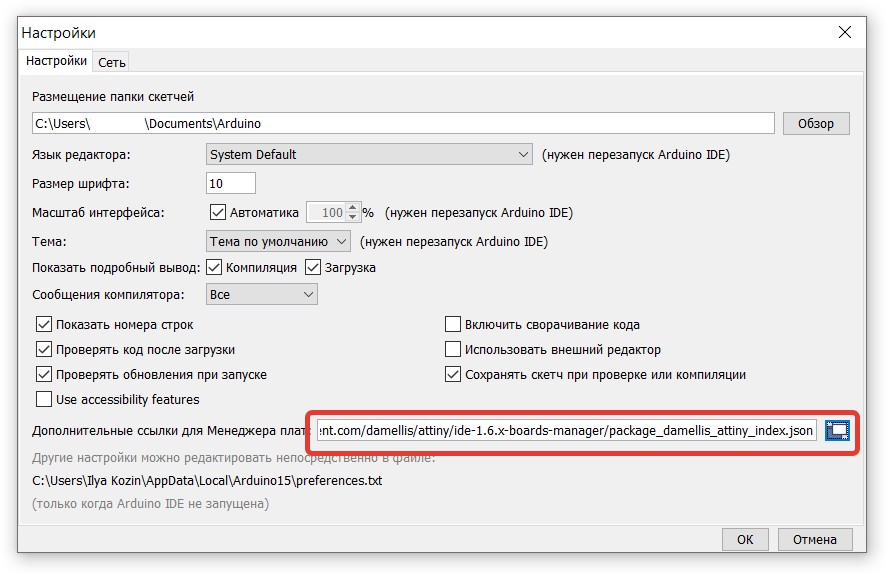 Настройки
Настройки Сеть
Размещение папки скетчей
C:\Users\ \Documents\Arduino Обзор
Язык редактора: System Default (нужен перезапуск Arduino IDE)
Размер шрифта: 10
Масштаб интерфейса: Автоматика 100 % (нужен перезапуск Arduino IDE)
Тема: Тема по умолчанию (нужен перезапуск Arduino IDE)
Показать подробный вывод: Компиляция Загрузка
Сообщения компилятора: Все
Показать номера строк Включить сворачивание кода
Проверять код после загрузки Использовать внешний редактор
Проверять обновления при запуске Сохранять скетч при проверке или компиляции
Use accessibility features
Дополнительные ссылки для Менеджера плат: ent.com/damellis/attiny/ide-1.6.x-boards-manager/package_damellis_attiny_index.json
Другие настройки можно редактировать непосредственно в файле:
C:\Users\Ilya Kozin\AppData\Local\Arduino15\preferences.txt
(только когда Arduino IDE не запущена)
OK Отмена